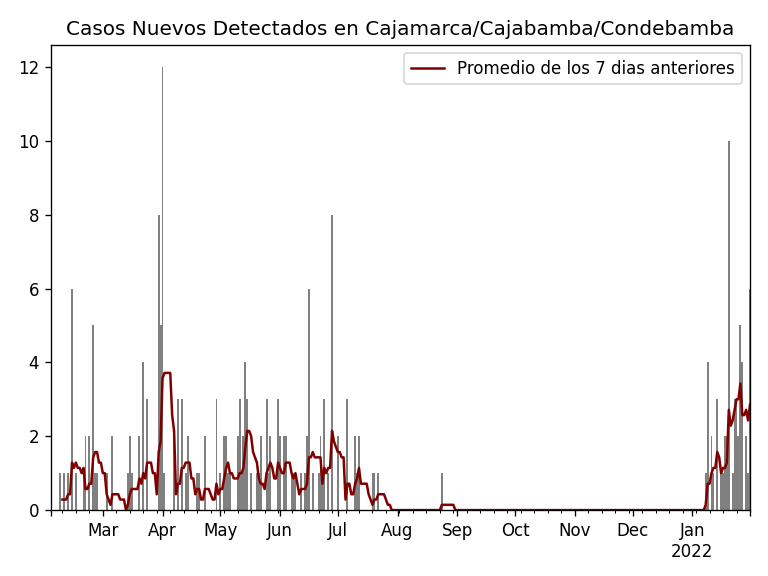 Casos Nuevos Detectados en Cajamarca/Cajabamba/Condebamba
Promedio de los 7 dias anteriores
12
10
8
6
4
2
0
Mar Apr May Jun Jul Aug Sep Oct Nov Dec Jan
2022